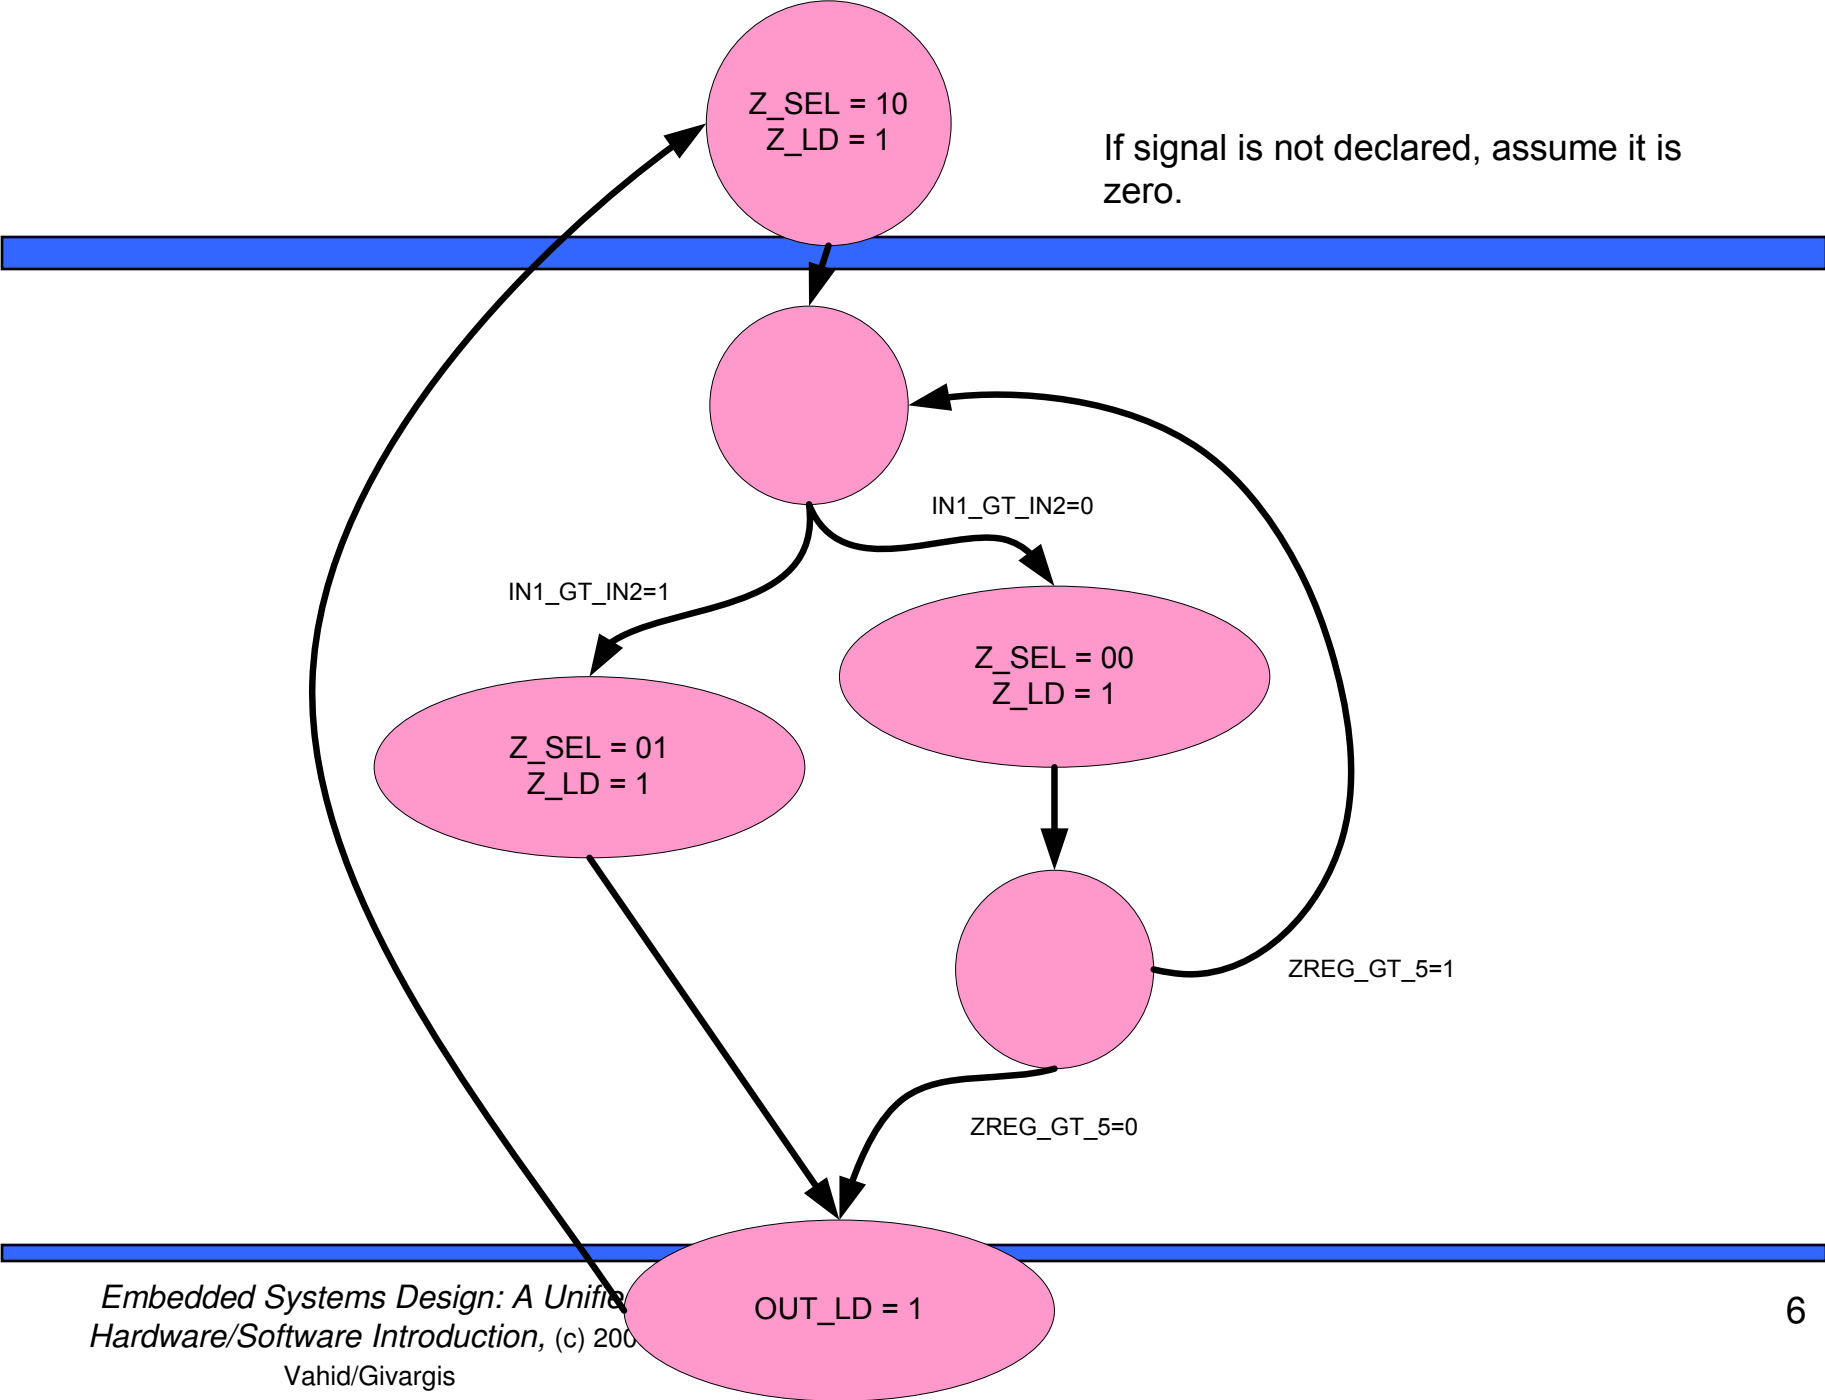 Z_SEL = 10
Z_LD = 1
If signal is not declared, assume it is
zero.
IN1_GT_IN2=0
IN1_GT_IN2=1
Z_SEL = 00
Z_LD = 1
Z_SEL = 01
Z_LD = 1
ZREG_GT_5=1
ZREG_GT_5=0
OUT_LD = 1
Embedded Systems Design: A Unifie
Hardware/Software Introduction, (c) 200
Vahid/Givargis
6